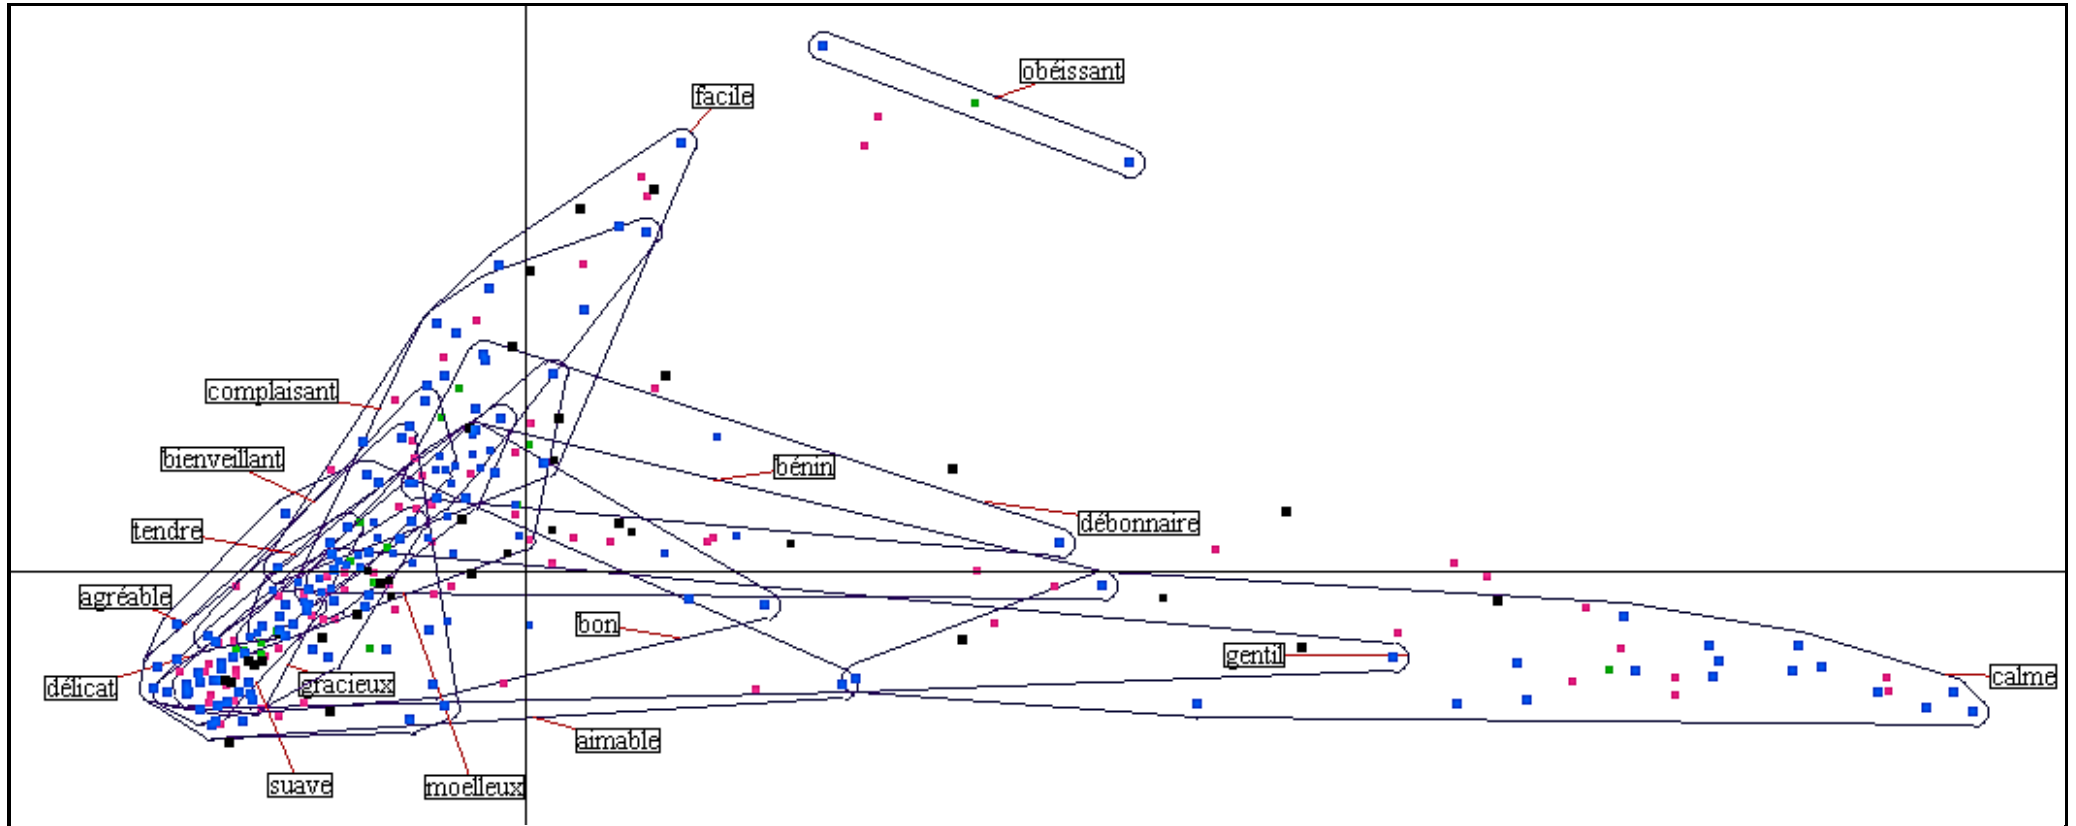 obéissant
facile
complaisant
bienveillant
bénin
débonnaire
tendre
agréable
bon
gentil
délicat
gracieux
calme
aimable
suave
moelleux